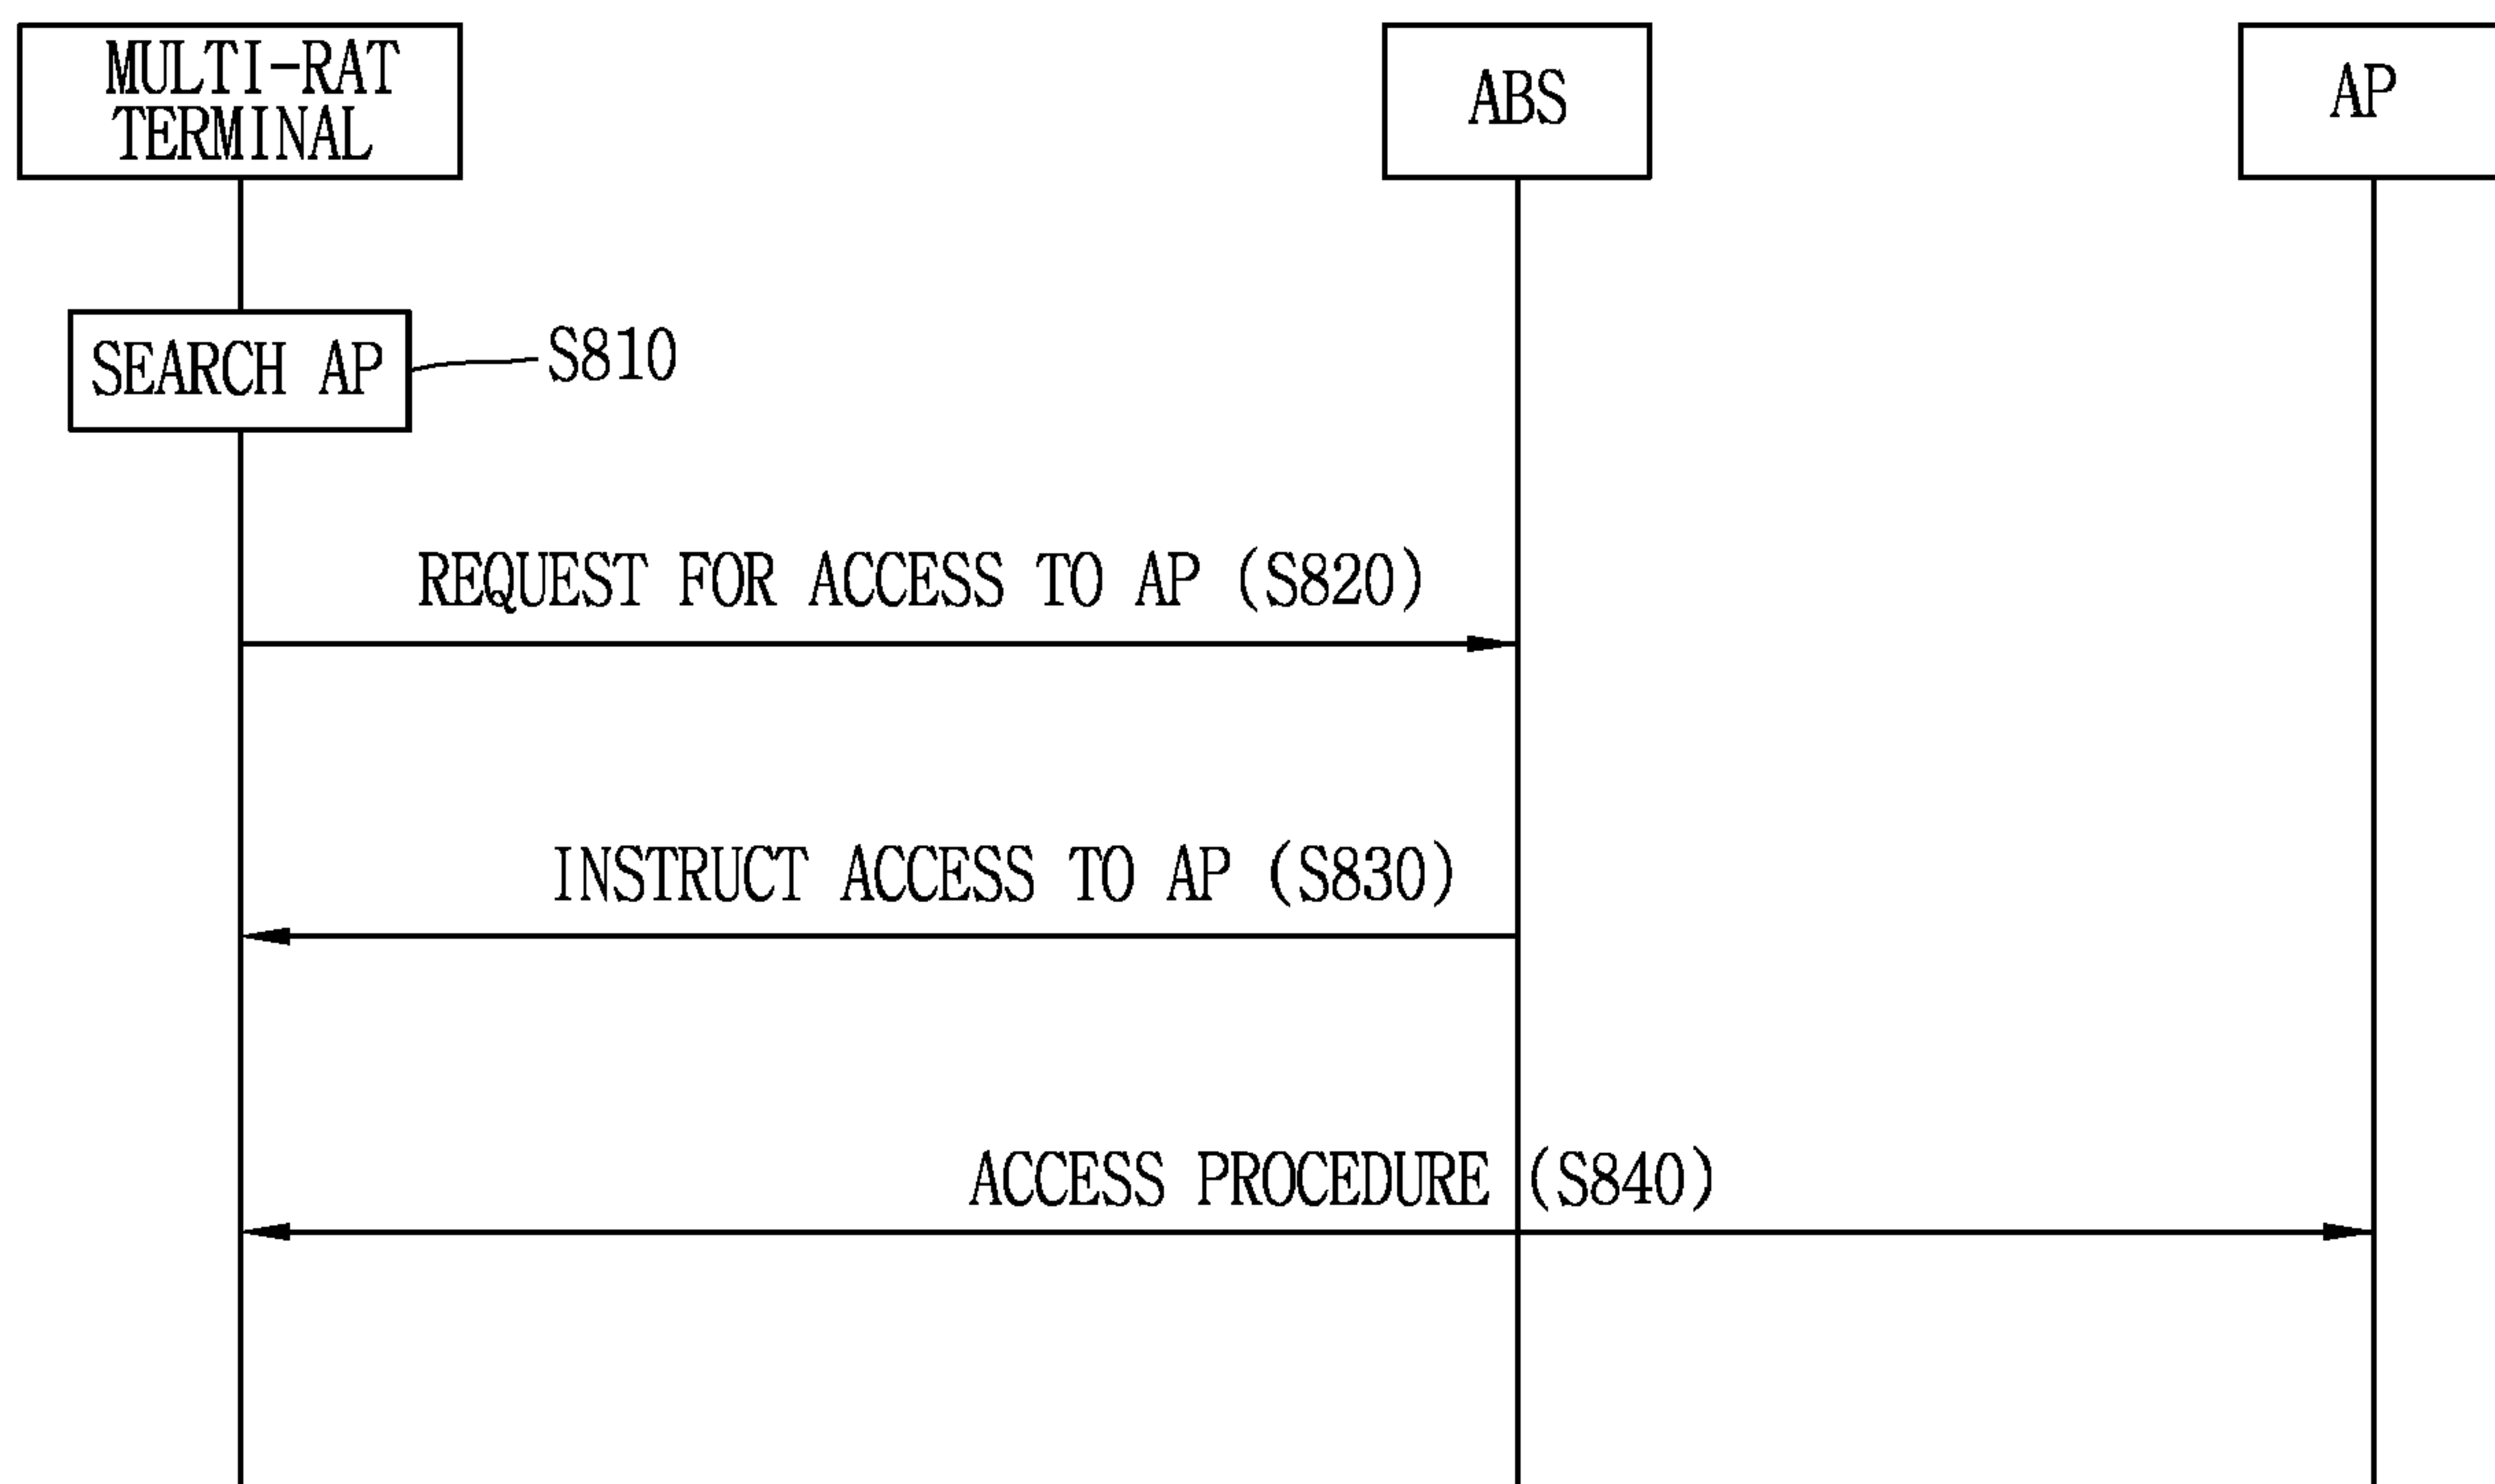 MULTI-RAT
TERMINAL
ABS
AP
SEARCH AP
S810
REQUEST FOR ACCESS TO AP (S820)
INSTRUCT ACCESS TO AP (S830)
ACCESS PROCEDURE (S840)